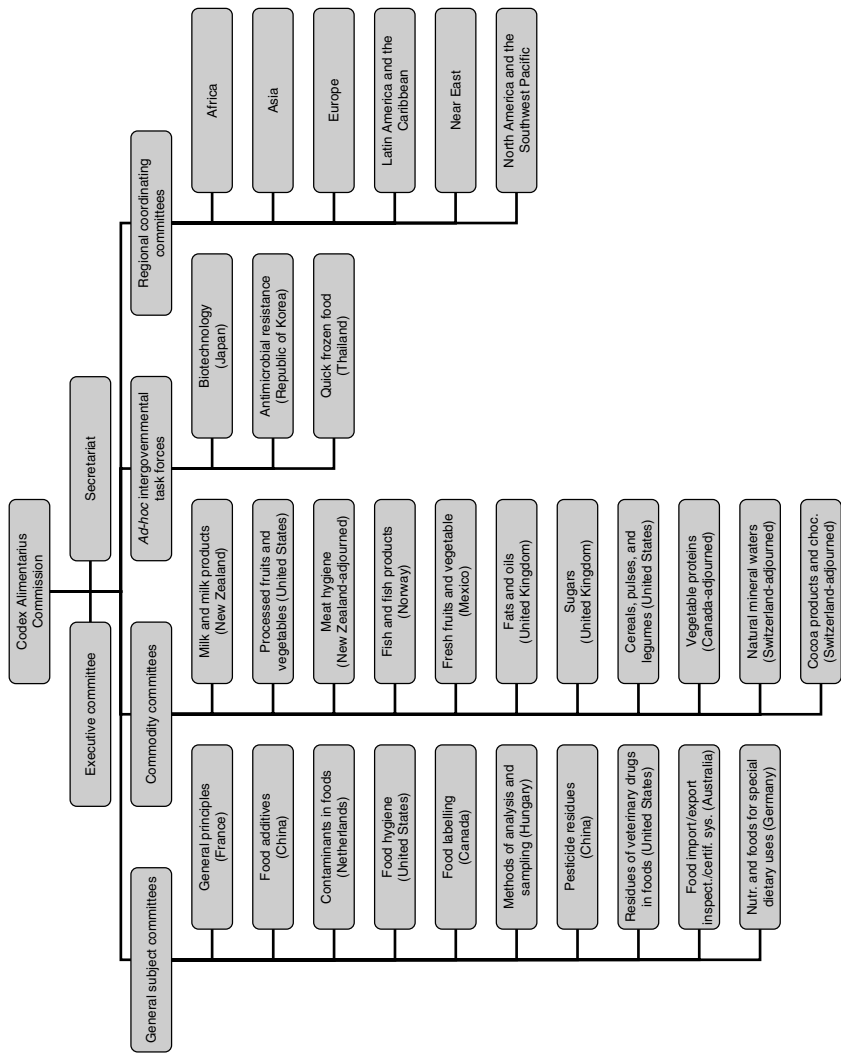 Codex Alimentarius
Commission
Executive committee
Secretariat
General subject committees
Commodity committees
Ad-hoc intergovernmental
task forces
Regional coordinating
committees
General principles
(France)
Food additives
(China)
Contaminants in foods
(Netherlands)
Food hygiene
(United States)
Food labelling
(Canada)
Methods of analysis and
sampling (Hungary)
Pesticide residues
(China)
Residues of veterinary drugs
in foods (United States)
Food import/export
inspect./certif. sys. (Australia)
Nutr. and foods for special
dietary uses (Germany)
Milk and milk products
(New Zealand)
Processed fruits and
vegetables (United States)
Meat hygiene
(New Zealand-adjourned)
Fish and fish products
(Norway)
Fresh fruits and vegetable
(Mexico)
Fats and oils
(United Kingdom)
Sugars
(United Kingdom)
Cereals, pulses, and
legumes (United States)
Vegetable proteins
(Canada-adjourned)
Natural mineral waters
(Switzerland-adjourned)
Cocoa products and choc.
(Switzerland-adjourned)
Biotechnology
(Japan)
Antimicrobial resistance
(Republic of Korea)
Quick frozen food
(Thailand)
Africa
Asia
Europe
Latin America and the
Caribbean
Near East
North America and the
Southwest Pacific